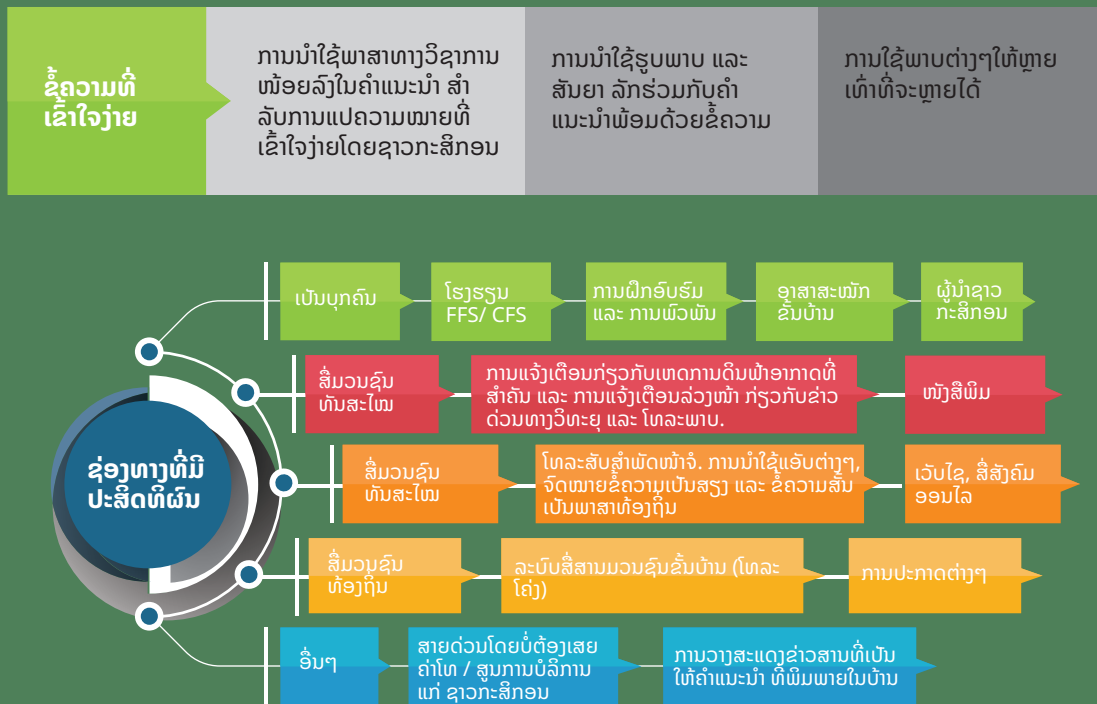 ຂໍ້ຄວາມທີ່
ເຂົ້າໃຈງ່າຍ
ການນຳໃຊ້ພາສາທາງວິຊາການ
ໜ້ອຍລົງໃນຄຳແນະນຳ ສຳ
ລັບການແປຄວາມໝາຍທີ່
ເຂົ້າໃຈງ່າຍໂດຍຊາວກະສິກອນ
ການນຳໃຊ້ຮູບພາບ ແລະ
ສັນຍາ ລັກຮ່ວມກັບຄຳ
ແນະນຳພ້ອມດ້ວຍຂໍ້ຄວາມ
ການໃຊ້ພາບຕ່າງໆໃຫ້ຫຼາຍ
ເທົ່າທີ່ຈະຫຼາຍໄດ້
ຊ່ອງທາງທີ່ມີ
ປະສິດທິຜົນ
ເປັນບຸກຄົນ
ໂຮງຮຽນ
FFS/ CFS
ການຝຶກອົບຮົມ
ແລະ ການພົວພັນ
ອາສາສະໝັກ
ຂັ້ນບ້ານ
ຜູ້ນຳຊາວ
ກະສິກອນ
ສື່ມວນຊົນ
ທັນສະໄໝ
ການແຈ້ງເຕືອນກ່ຽວກັບເຫດການດິນຟ້າອາກາດທີ່
ສຳຄັນ ແລະ ການແຈ້ງເຕືອນລ່ວງໜ້າ ກ່ຽວກັບຂ່າວ
ດ່ວນທາງວິທະຍຸ ແລະ ໂທລະພາບ.
ໜັງສືພິມ
ສື່ມວນຊົນ
ທັນສະໄໝ
ໂທລະສັບສຳພັດໜ້າຈໍ. ການນຳໃຊ້ແອັບຕ່າງໆ,
ຈົດໝາຍຂໍ້ຄວາມເປັນສຽງ ແລະ ຂໍ້ຄວາມສັ້ນ
ເປັນພາສາທ້ອງຖິ່ນ
ເວັບໄຊ, ສື່ສັງຄົມ
ອອນໄລ
ສື່ມວນຊົນ
ທ້ອງຖິ່ນ
ລະບົບສື່ສານມວນຊົນຂັ້ນບ້ານ (ໂທລະ
ໂຄ່ງ)
ການປະກາດຕ່າງໆ
ອື່ນໆ
ສາຍດ່ວນໂດຍບໍ່ຕ້ອງເສຍ
ຄ່າໂທ / ສູນການບໍລິການ
ແກ່ ຊາວກະສິກອນ
ການວາງສະແດງຂ່າວສານທີ່ເປັນ
ໃຫ້ຄຳແນະນຳ ທີ່ພິມພາຍໃນບ້ານ